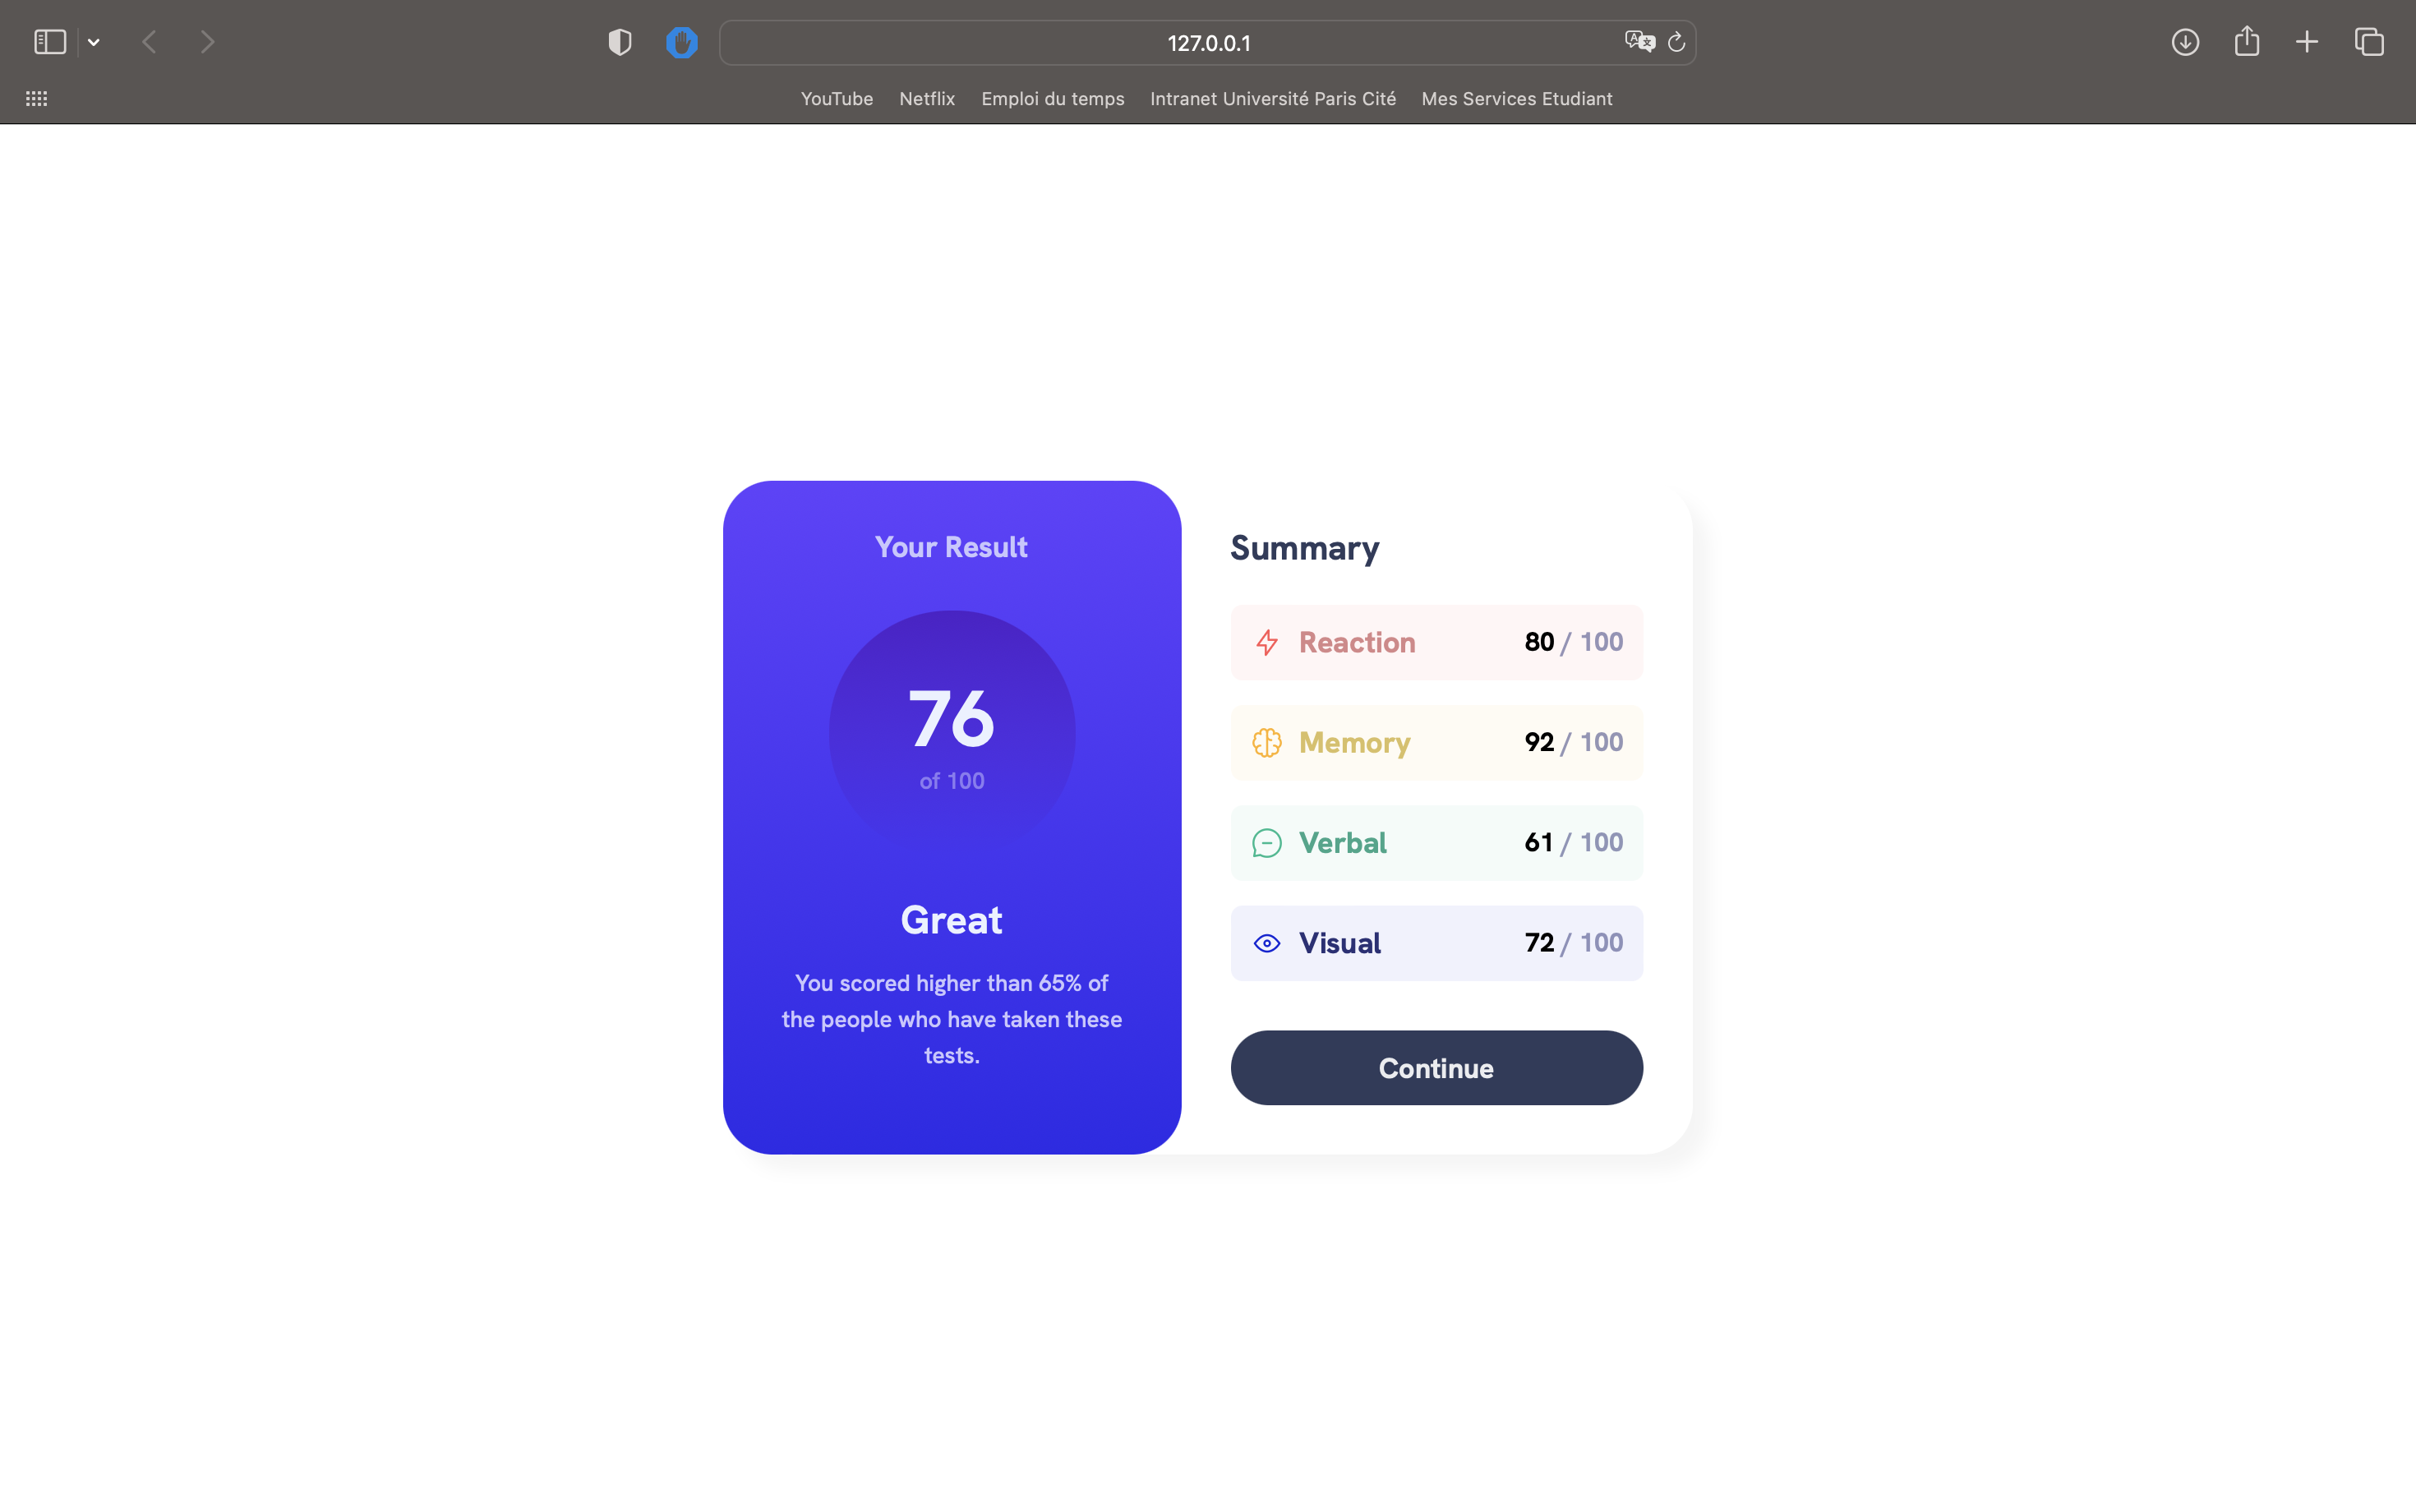 127.0.0.1
YouTube Netflix Emploi du temps Intranet Université Paris Cité Mes Services Etudiant
Your Result
76
of 100
Great
You scored higher than 65% of
the people who have taken these
tests.
Summary
Reaction 80 / 100
Memory 92 / 100
Verbal 61 / 100
Visual 72 / 100
Continue